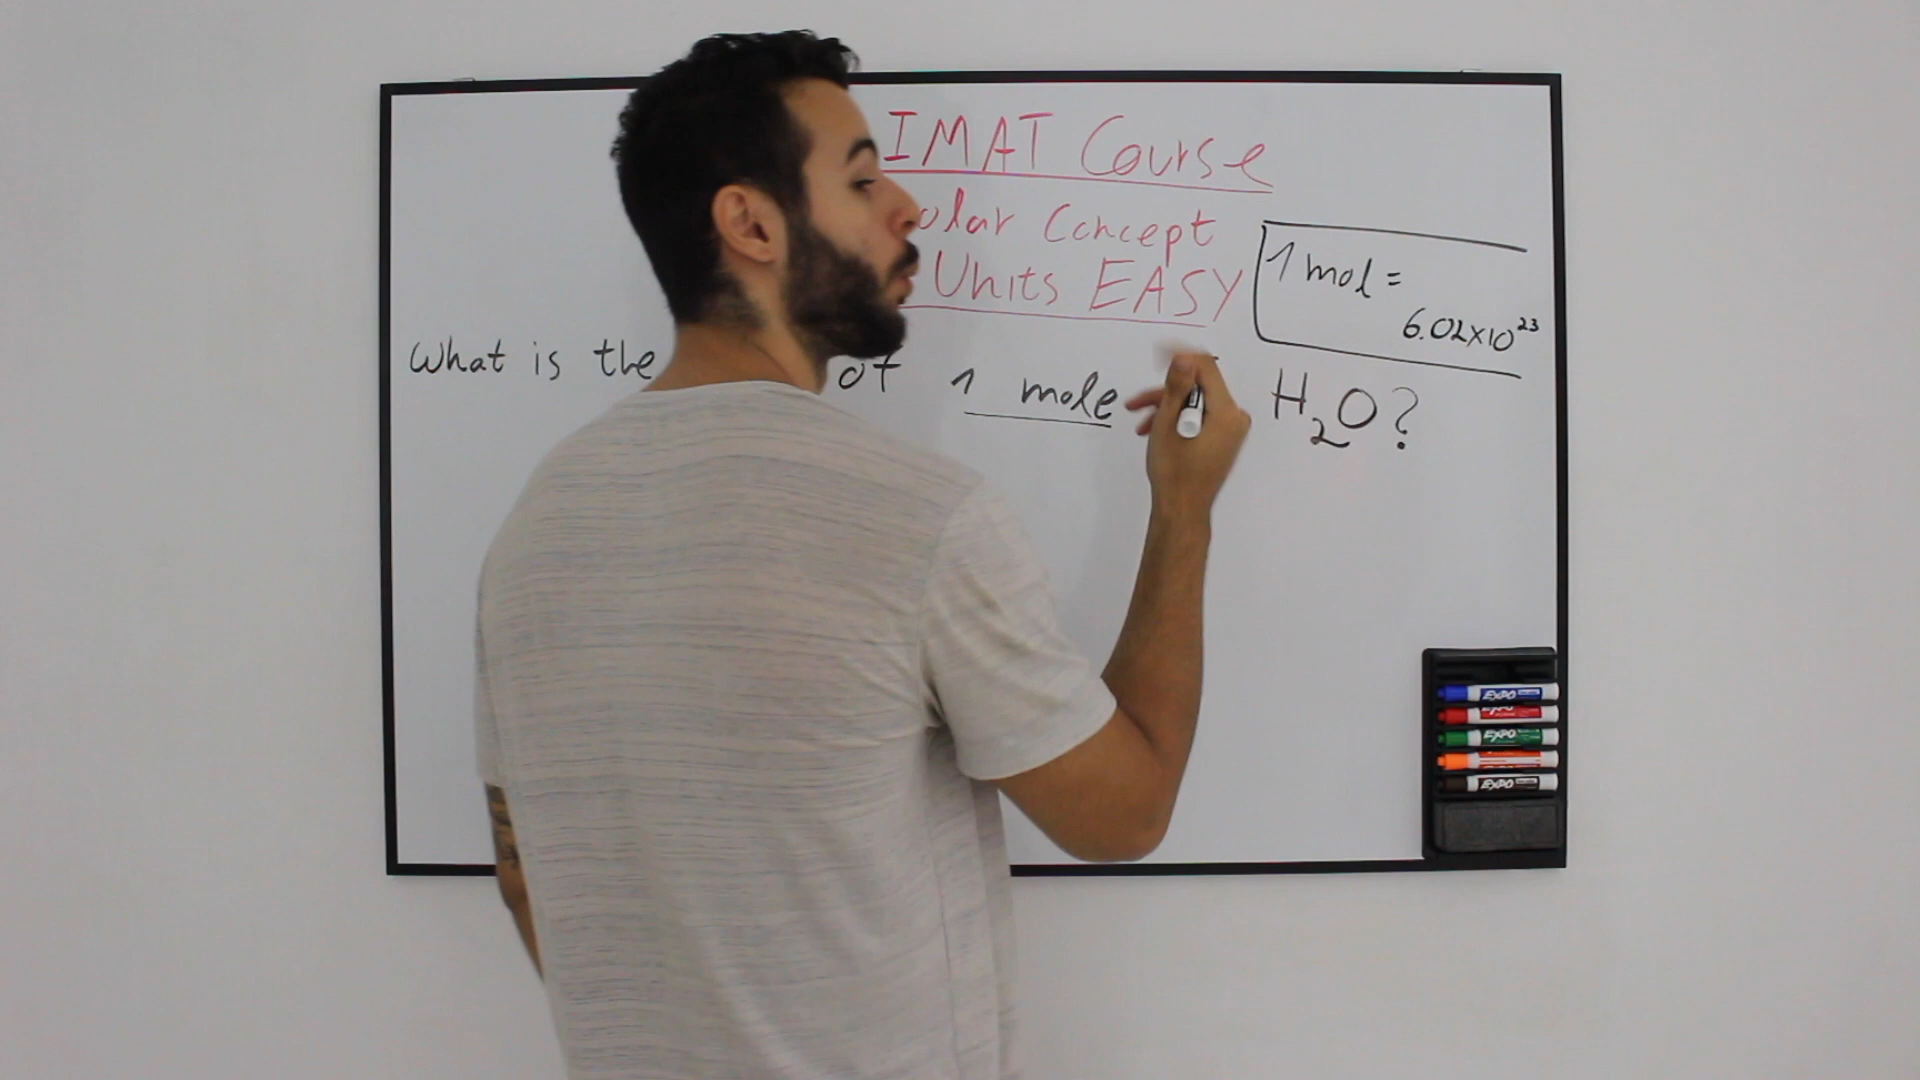 IMAT Course
olar Concept
Units EASY
1 mol =
6.02x10²³
What is the of 1 mole H₂O?
EXPO
EXPO
EXPO
EXPO